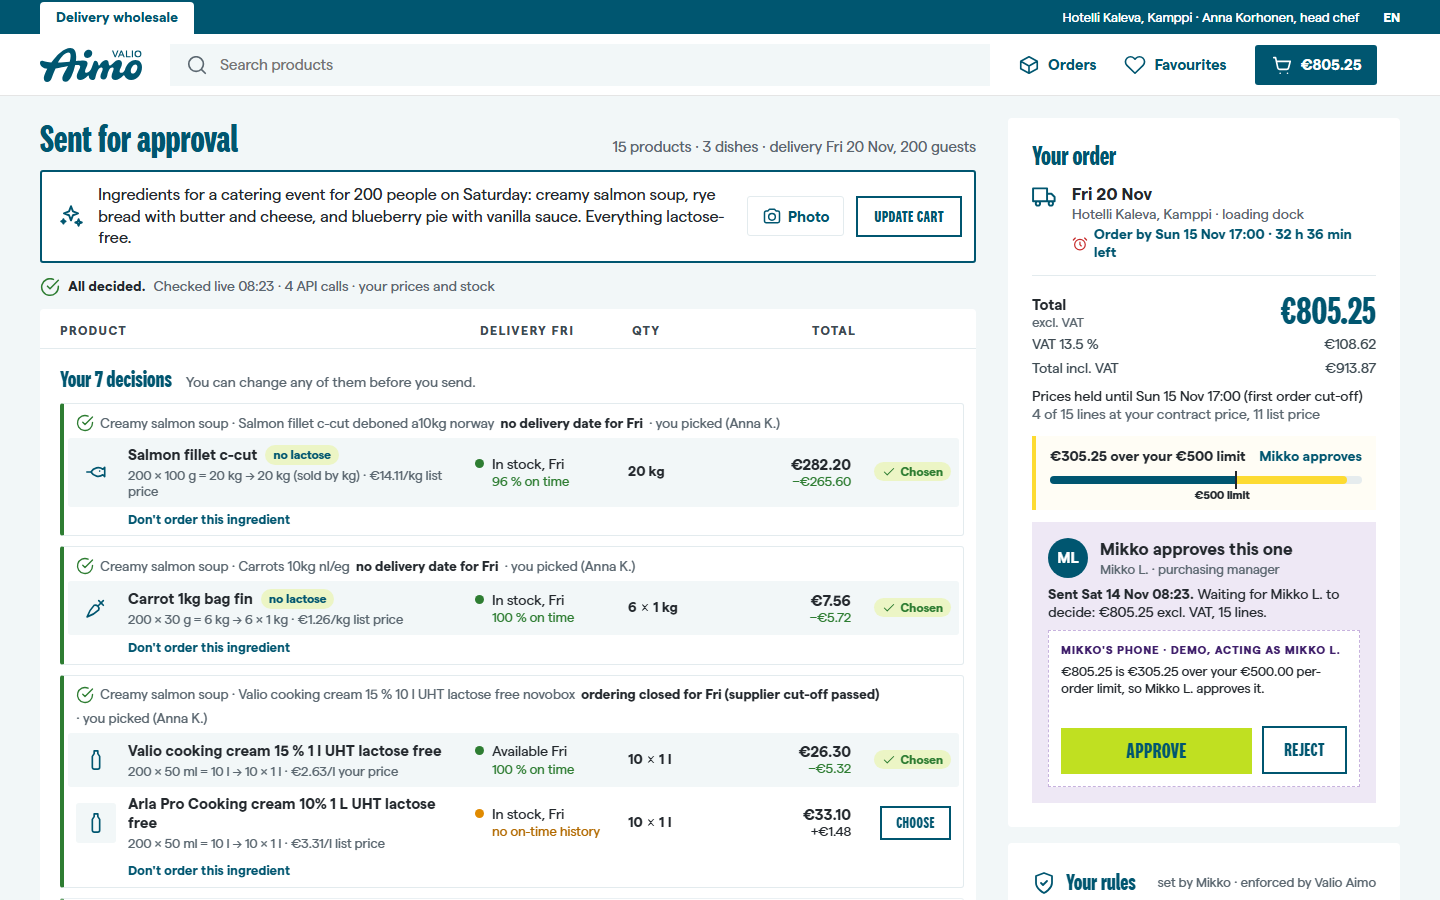 Delivery wholesale
Hotelli Kaleva, Kamppi · Anna Korhonen, head chef
EN
VALIO
Aimo
Search products
Orders
Favourites
€805.25
Sent for approval
15 products · 3 dishes · delivery Fri 20 Nov, 200 guests
Ingredients for a catering event for 200 people on Saturday: creamy salmon soup, rye
bread with butter and cheese, and blueberry pie with vanilla sauce. Everything lactose-
free.
Photo
UPDATE CART
All decided. Checked live 08:23 · 4 API calls · your prices and stock
PRODUCT
DELIVERY FRI
QTY
TOTAL
Your 7 decisions
You can change any of them before you send.
Creamy salmon soup · Salmon fillet c-cut deboned a10kg norway no delivery date for Fri · you picked (Anna K.)
Salmon fillet c-cut
no lactose
200 × 100 g = 20 kg → 20 kg (sold by kg) · €14.11/kg list
price
In stock, Fri
96 % on time
20 kg
€282.20
−€265.60
Chosen
Don't order this ingredient
Creamy salmon soup · Carrots 10kg nl/eg no delivery date for Fri · you picked (Anna K.)
Carrot 1kg bag fin
no lactose
200 × 30 g = 6 kg → 6 × 1 kg · €1.26/kg list price
In stock, Fri
100 % on time
6 × 1 kg
€7.56
−€5.72
Chosen
Don't order this ingredient
Creamy salmon soup · Valio cooking cream 15 % 10 l UHT lactose free novobox ordering closed for Fri (supplier cut-off passed)
· you picked (Anna K.)
Valio cooking cream 15 % 1 l UHT lactose free
200 × 50 ml = 10 l → 10 × 1 l · €2.63/l your price
Available Fri
100 % on time
10 × 1 l
€26.30
−€5.32
Chosen
Arla Pro Cooking cream 10% 1 L UHT lactose
free
200 × 50 ml = 10 l → 10 × 1 l · €3.31/l list price
In stock, Fri
no on-time history
10 × 1 l
€33.10
+€1.48
CHOOSE
Don't order this ingredient
Your order
Fri 20 Nov
Hotelli Kaleva, Kamppi · loading dock
Order by Sun 15 Nov 17:00 · 32 h 36 min
left
Total
excl. VAT
€805.25
VAT 13.5 %
€108.62
Total incl. VAT
€913.87
Prices held until Sun 15 Nov 17:00 (first order cut-off)
4 of 15 lines at your contract price, 11 list price
€305.25 over your €500 limit
Mikko approves
€500 limit
ML
Mikko approves this one
Mikko L. · purchasing manager
Sent Sat 14 Nov 08:23. Waiting for Mikko L. to
decide: €805.25 excl. VAT, 15 lines.
MIKKO'S PHONE · DEMO, ACTING AS MIKKO L.
€805.25 is €305.25 over your €500.00 per-
order limit, so Mikko L. approves it.
APPROVE
REJECT
Your rules
set by Mikko · enforced by Valio Aimo